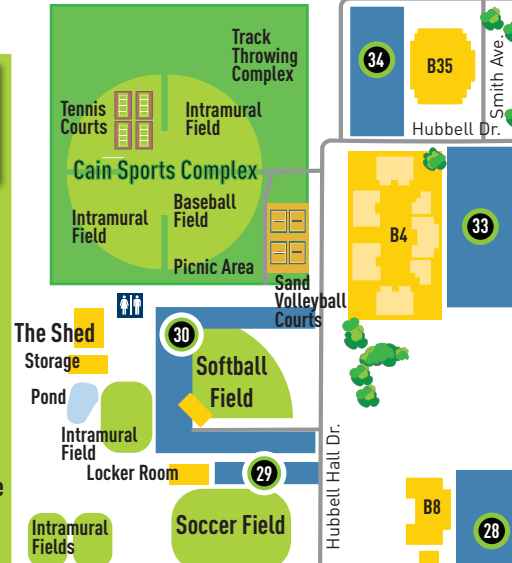 Track
Throwing
Complex
34
B35
Smith Ave.
Tennis
Courts
Intramural
Field
Hubbell Dr.
Cain Sports Complex
Intramural
Field
Baseball
Field
Picnic Area
B4
33
Sand
Volleyball
Courts
The Shed
30
Storage
Softball
Field
Pond
Intramural
Field
Hubbell Hall Dr.
Locker Room
29
e
Intramural
Fields
Soccer Field
B8
28